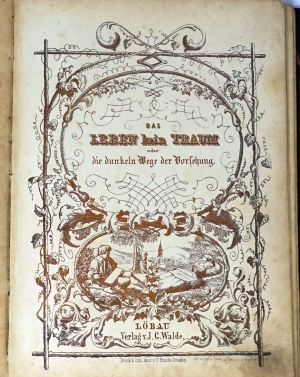 DAS
LEBEN kein TRAUM
oder
die dunkeln Wege der Vorsehung.
LÖBAU
Verlag v. J. C. Walde.